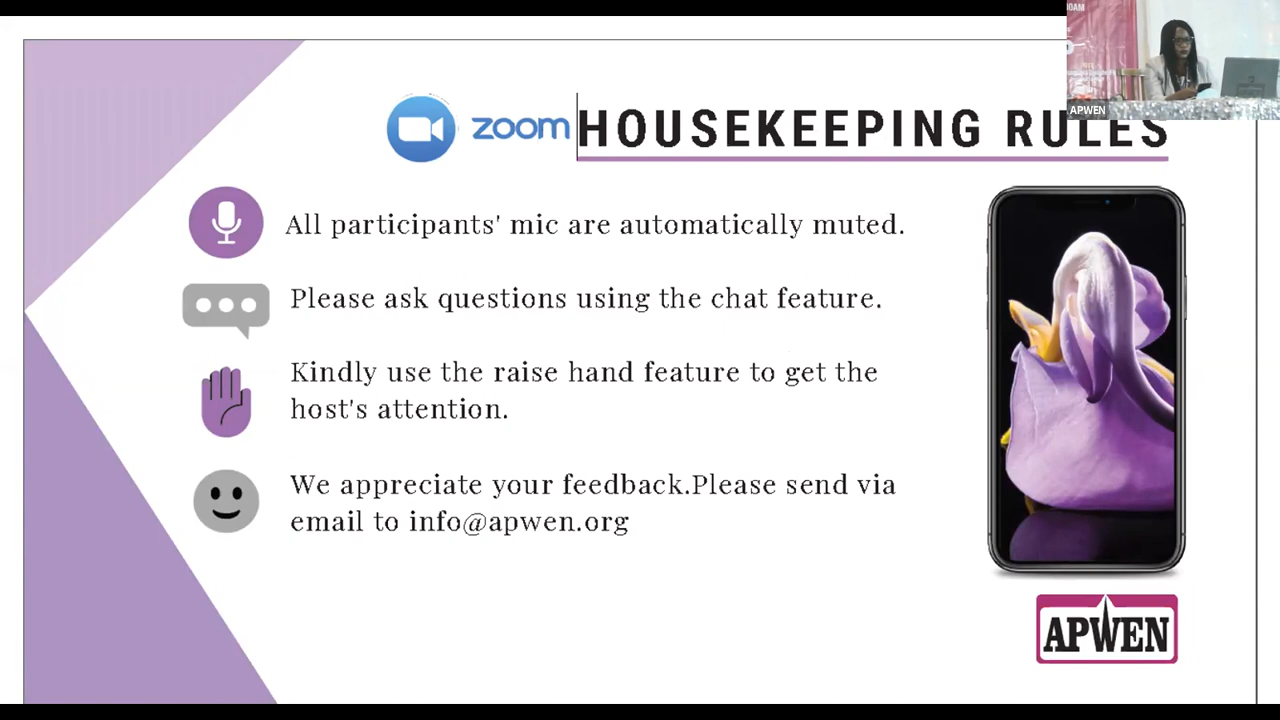 APWEN
zoom HOUSEKEEPING RULES
All participants' mic are automatically muted.
Please ask questions using the chat feature.
Kindly use the raise hand feature to get the
host's attention.
We appreciate your feedback.Please send via
email to info@apwen.org
APWEN